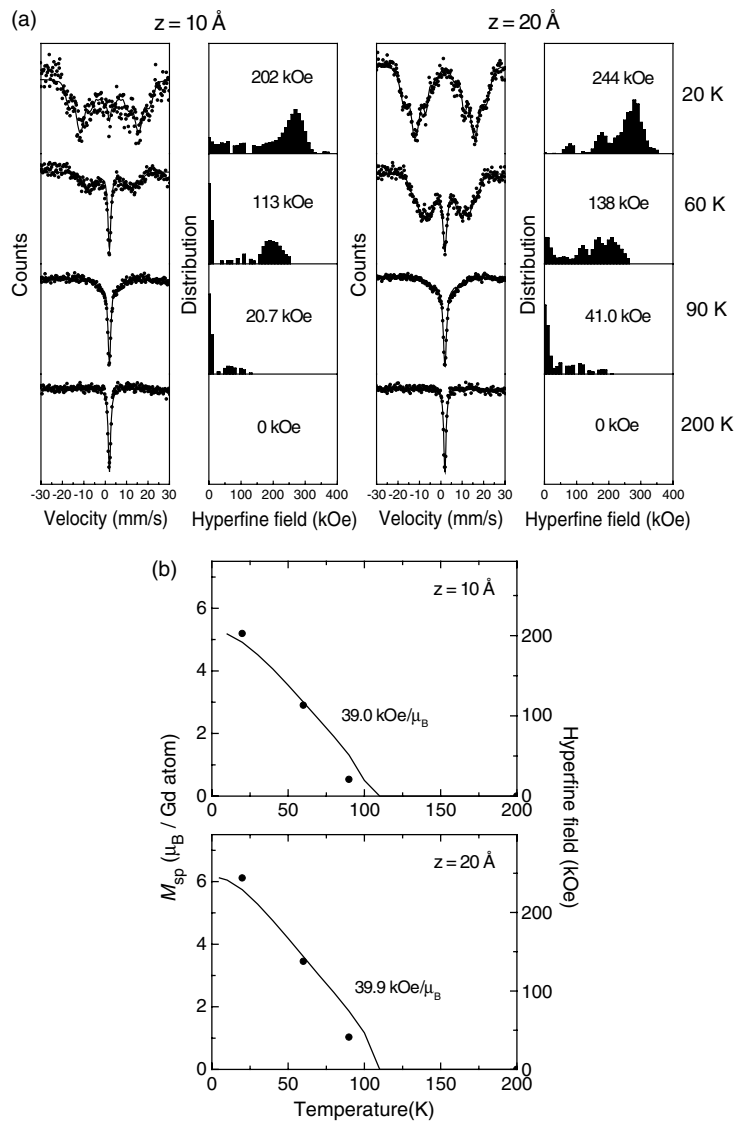 (a)
z = 10 Å
z = 20 Å
Counts
Distribution
Counts
Distribution
202 kOe
244 kOe
20 K
113 kOe
138 kOe
60 K
20.7 kOe
41.0 kOe
90 K
0 kOe
0 kOe
200 K
-30 -20 -10 0 10 20 30
0 100 200 300 400
-30 -20 -10 0 10 20 30
0 100 200 300 400
Velocity (mm/s)
Hyperfine field (kOe)
Velocity (mm/s)
Hyperfine field (kOe)
(b)
z = 10 Å
6
4
2
0
200
100
0
39.0 kOe/μB
0 50 100 150 200
z = 20 Å
6
4
2
0
200
100
0
39.9 kOe/μB
0 50 100 150 200
Msp (μB / Gd atom)
Hyperfine field (kOe)
Temperature(K)